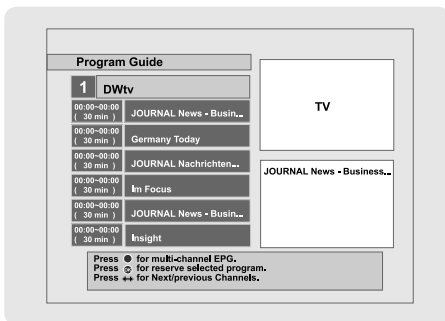 Program Guide
1 DWtv
TV
00:00~00:00
( 30 min )
JOURNAL News - Busin...
00:00~00:00
( 30 min )
Germany Today
00:00~00:00
( 30 min )
JOURNAL Nachrichten...
00:00~00:00
( 30 min )
Im Focus
00:00~00:00
( 30 min )
JOURNAL News - Busin...
00:00~00:00
( 30 min )
Insight
JOURNAL News - Business...
Press ● for multi-channel EPG.
Press OK for reserve selected program.
Press ↔ for Next/previous Channels.